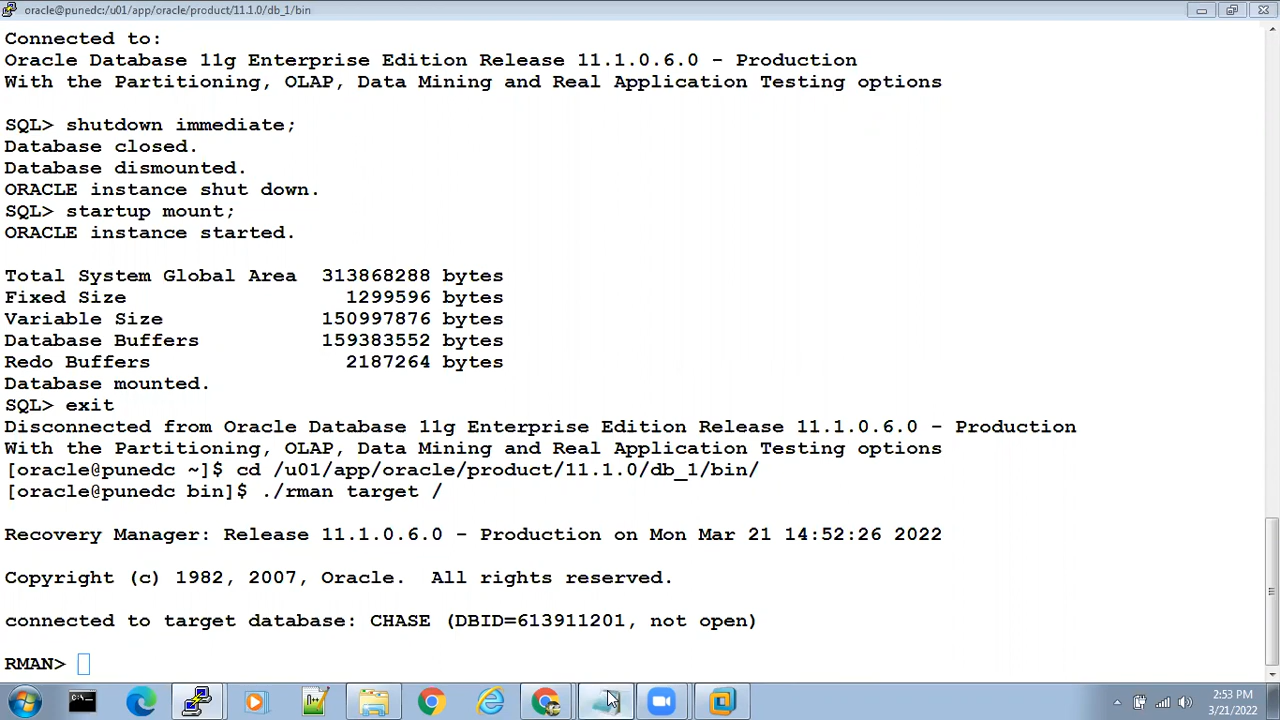 oracle@punedc:/u01/app/oracle/product/11.1.0/db_1/bin
Connected to:
Oracle Database 11g Enterprise Edition Release 11.1.0.6.0 - Production
With the Partitioning, OLAP, Data Mining and Real Application Testing options
SQL> shutdown immediate;
Database closed.
Database dismounted.
ORACLE instance shut down.
SQL> startup mount;
ORACLE instance started.
Total System Global Area  313868288 bytes
Fixed Size                  1299596 bytes
Variable Size             150997876 bytes
Database Buffers          159383552 bytes
Redo Buffers                2187264 bytes
Database mounted.
SQL> exit
Disconnected from Oracle Database 11g Enterprise Edition Release 11.1.0.6.0 - Production
With the Partitioning, OLAP, Data Mining and Real Application Testing options
[oracle@punedc ~]$ cd /u01/app/oracle/product/11.1.0/db_1/bin/
[oracle@punedc bin]$ ./rman target /
Recovery Manager: Release 11.1.0.6.0 - Production on Mon Mar 21 14:52:26 2022
Copyright (c) 1982, 2007, Oracle.  All rights reserved.
connected to target database: CHASE (DBID=613911201, not open)
RMAN>
2:53 PM
3/21/2022